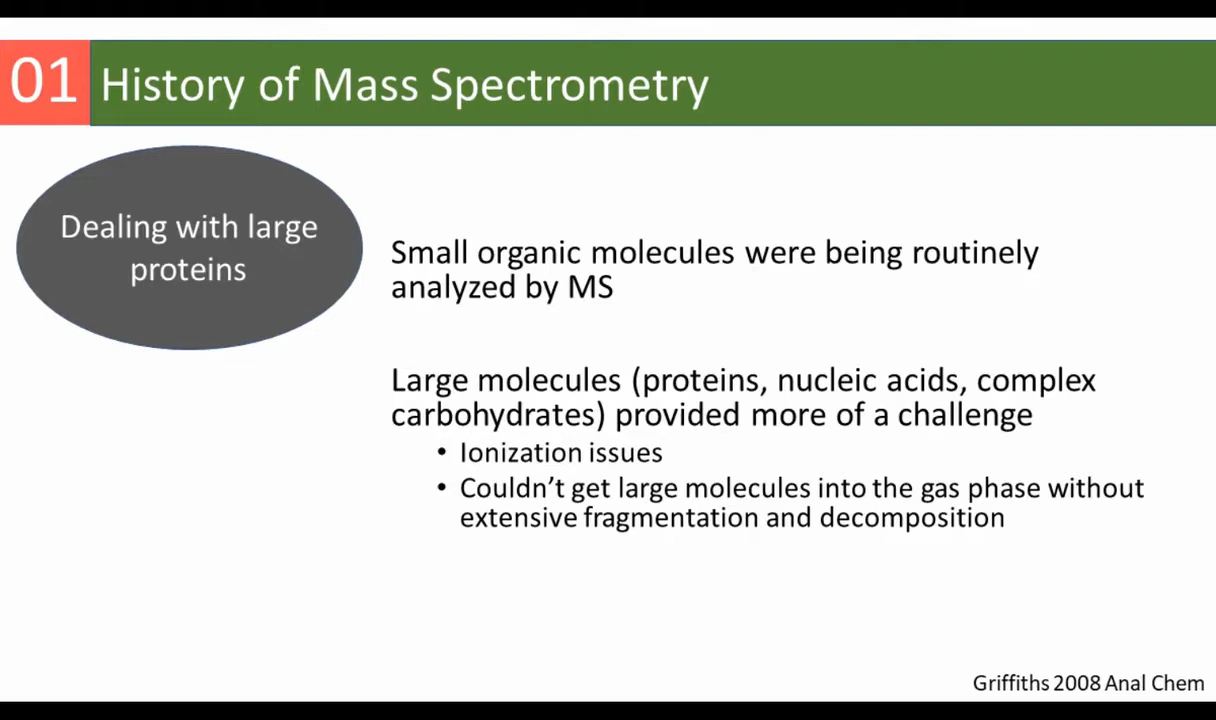 01 History of Mass Spectrometry
Dealing with large
proteins
Small organic molecules were being routinely
analyzed by MS
Large molecules (proteins, nucleic acids, complex
carbohydrates) provided more of a challenge
• Ionization issues
• Couldn’t get large molecules into the gas phase without
extensive fragmentation and decomposition
Griffiths 2008 Anal Chem